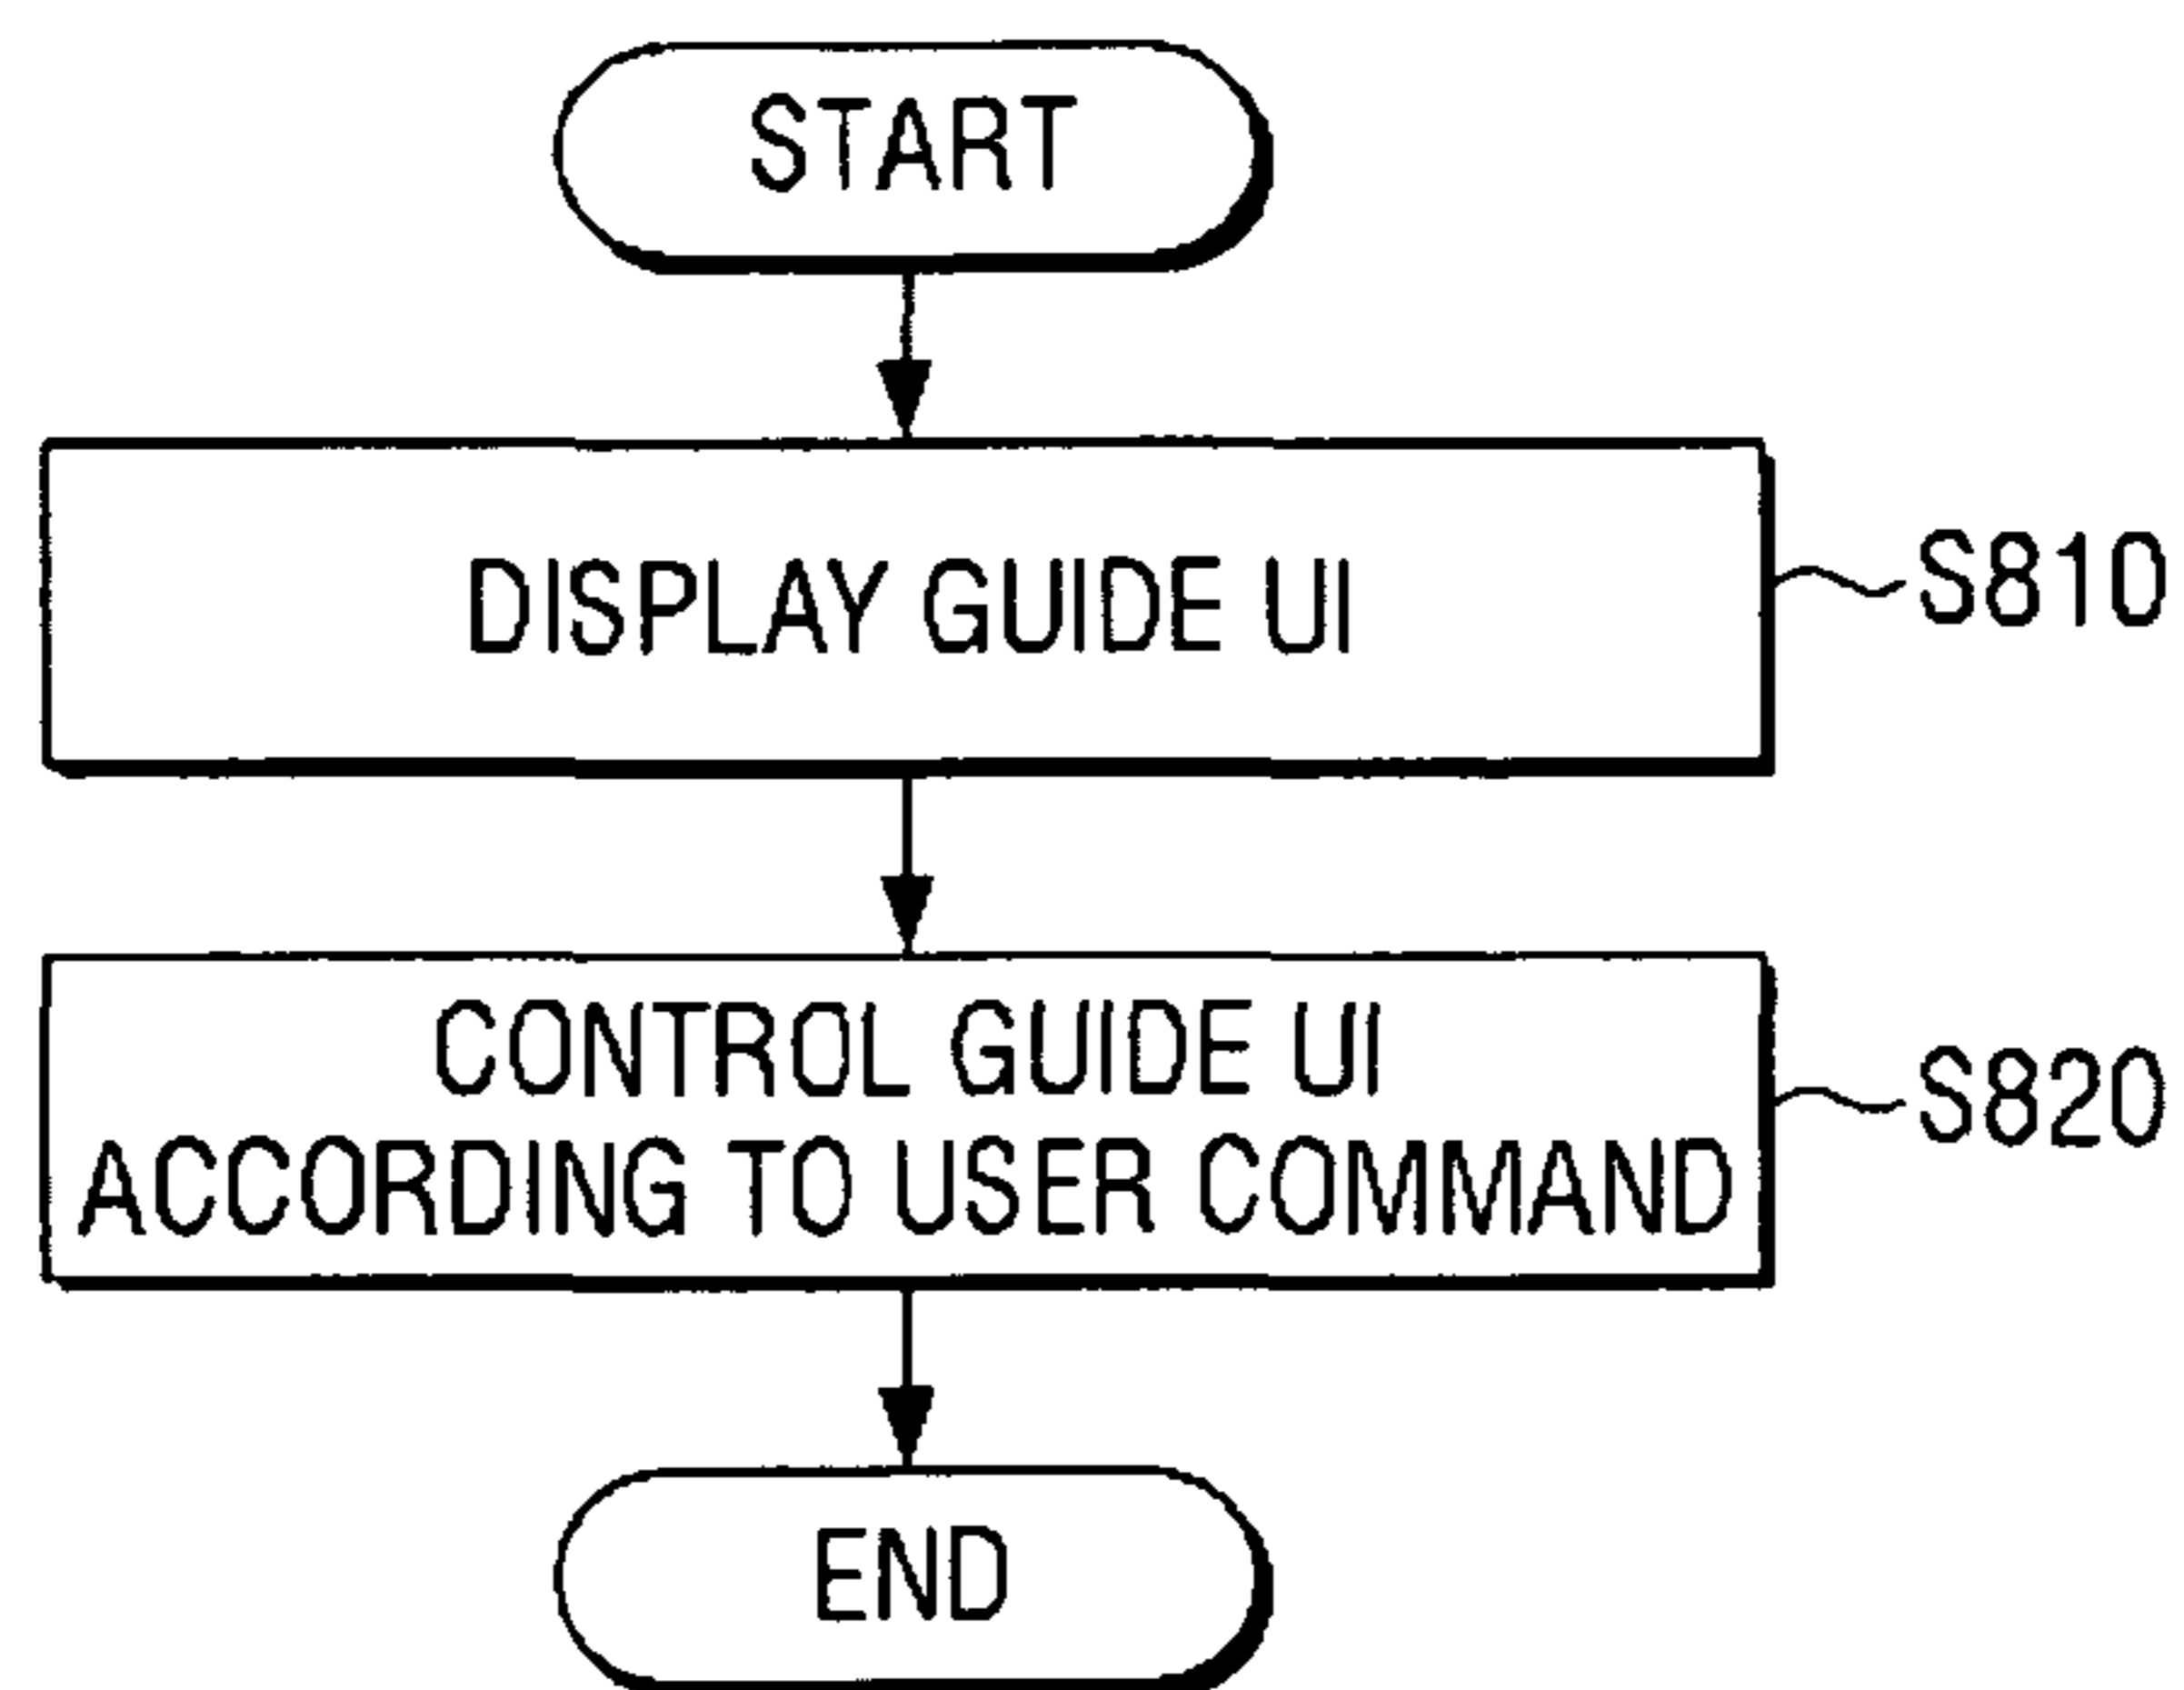 START
DISPLAY GUIDE UI
S810
CONTROL GUIDE UI
ACCORDING TO USER COMMAND
S820
END